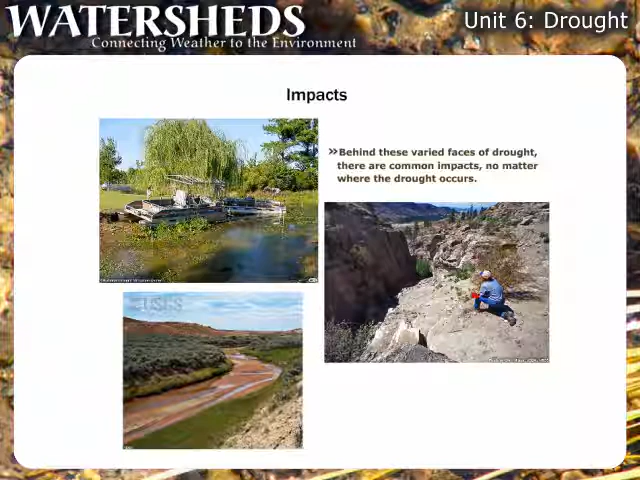 WATERSHEDS
Connecting Weather to the Environment
Unit 6: Drought
Impacts
»Behind these varied faces of drought,
there are common impacts, no matter
where the drought occurs.
USGS